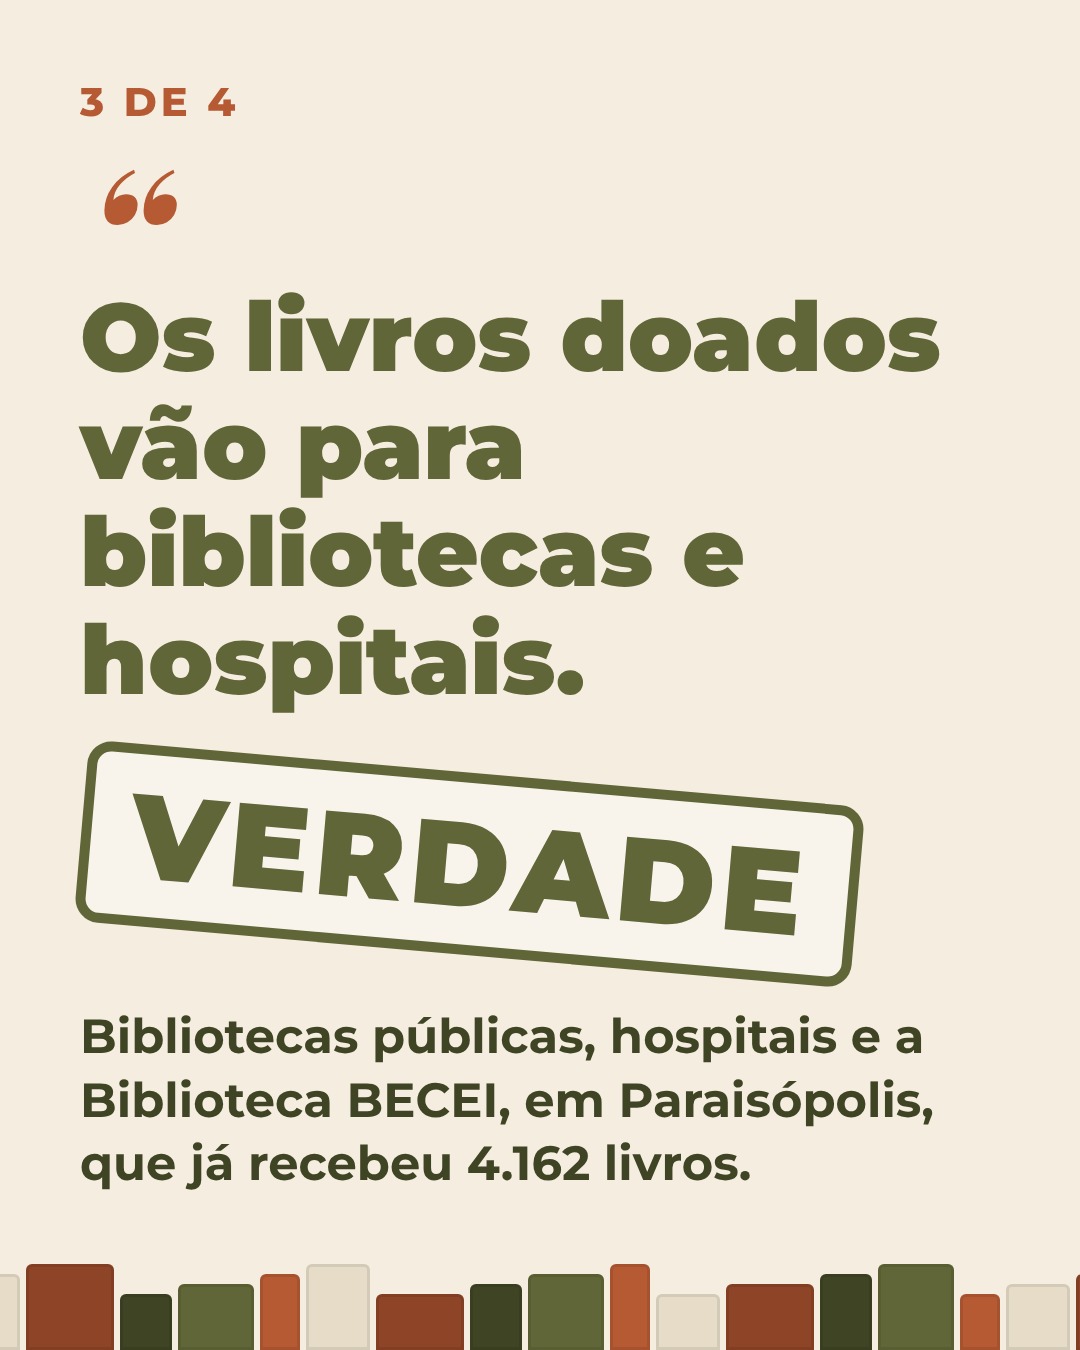 3 DE 4
“
Os livros doados
vão para
bibliotecas e
hospitais.
VERDADE
Bibliotecas públicas, hospitais e a
Biblioteca BECEI, em Paraisópolis,
que já recebeu 4.162 livros.